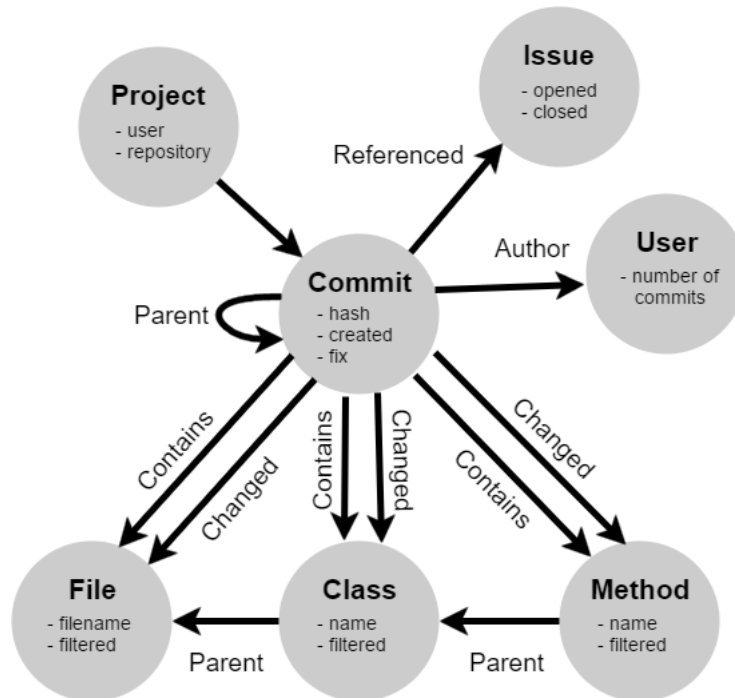 Project
- user
- repository
Issue
- opened
- closed
Referenced
Author
User
- number of
commits
Commit
- hash
- created
- fix
Parent
Contains
Changed
Contains
Changed
Contains
Changed
File
- filename
- filtered
Parent
Class
- name
- filtered
Parent
Method
- name
- filtered